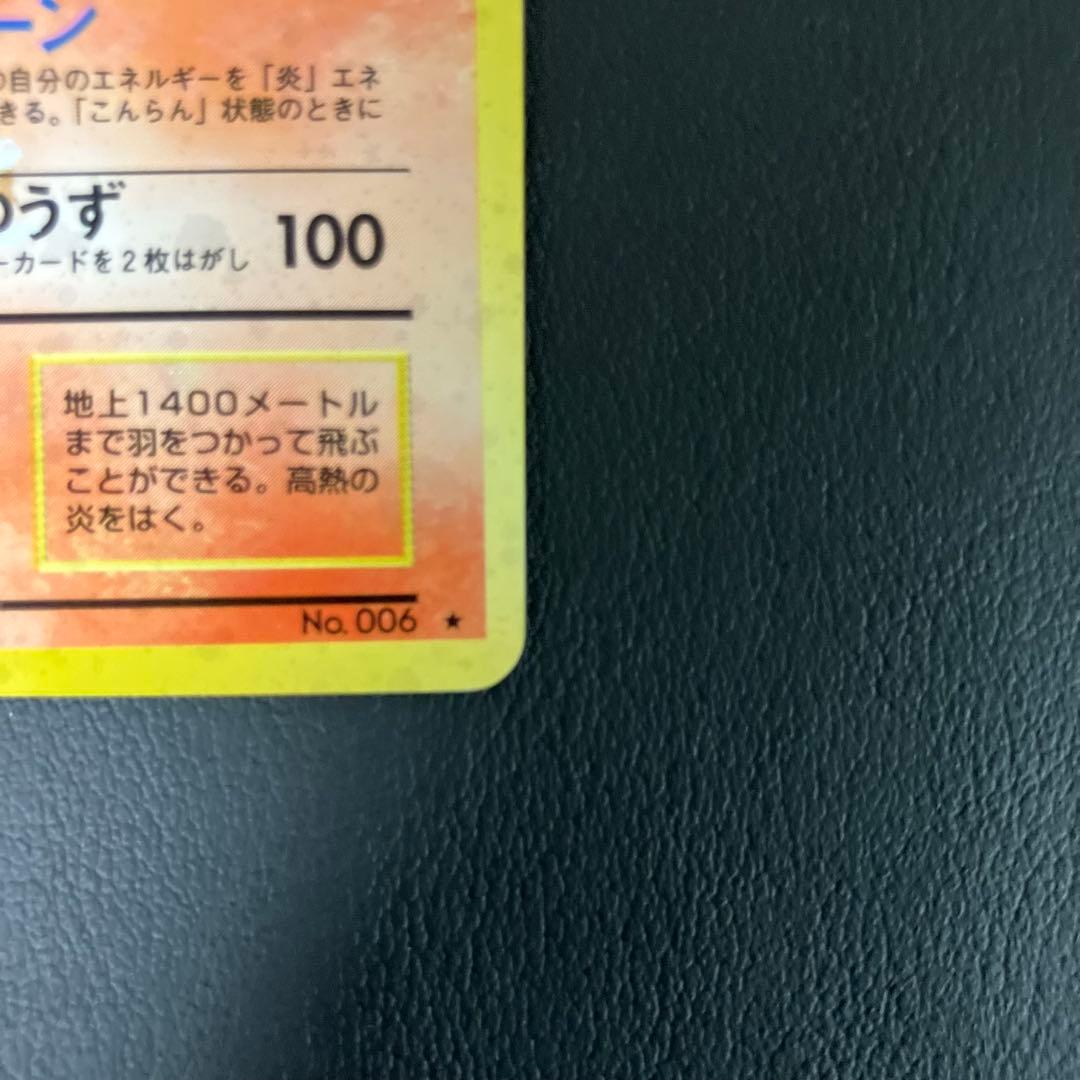 ーン
自分のエネルギーを「炎」エネ
きる。「こんらん」状態のときに
うず
100
ーカードを2枚はがし
地上1400メートル
まで羽をつかって飛ぶ
ことができる。高熱の
炎をはく。
No. 006 ★